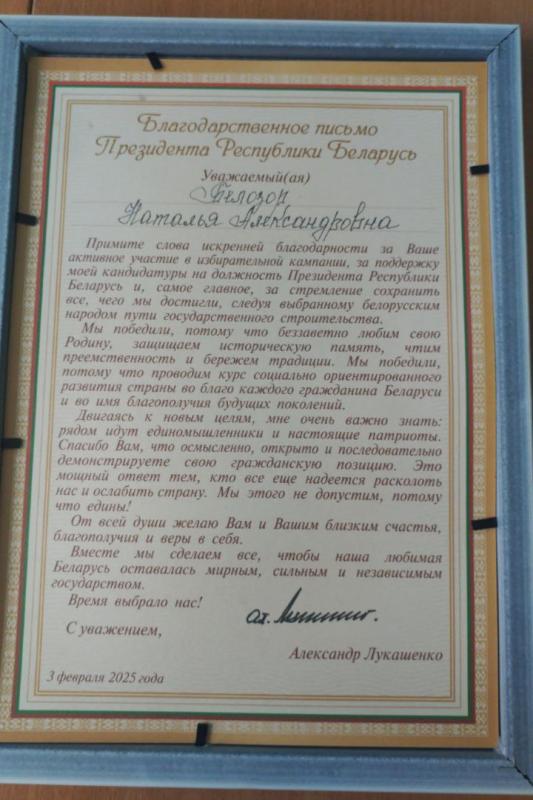 Благодарственное письмо
Президента Республики Беларусь
Уважаемый(ая)
Белозор
Наталья Александровна
Примите слова искренней благодарности за Ваше
активное участие в избирательной кампании, за поддержку
моей кандидатуры на должность Президента Республики
Беларусь и, самое главное, за стремление сохранить
все, чего мы достигли, следуя выбранному белорусским
народом пути государственного строительства.
Мы победили, потому что беззаветно любим свою
Родину, защищаем историческую память, чтим
преемственность и бережем традиции. Мы победили,
потому что проводим курс социально ориентированного
развития страны во благо каждого гражданина Беларуси
и во имя благополучия будущих поколений.
Двигаясь к новым целям, мне очень важно знать:
рядом идут единомышленники и настоящие патриоты.
Спасибо Вам, что осмысленно, открыто и последовательно
демонстрируете свою гражданскую позицию. Это
мощный ответ тем, кто все еще надеется расколоть
нас и ослабить страну. Мы этого не допустим, потому
что едины!
От всей души желаю Вам и Вашим близким счастья,
благополучия и веры в себя.
Вместе мы сделаем все, чтобы наша любимая
Беларусь оставалась мирным, сильным и независимым
государством.
Время выбрало нас!
С уважением,
Александр Лукашенко
3 февраля 2025 года